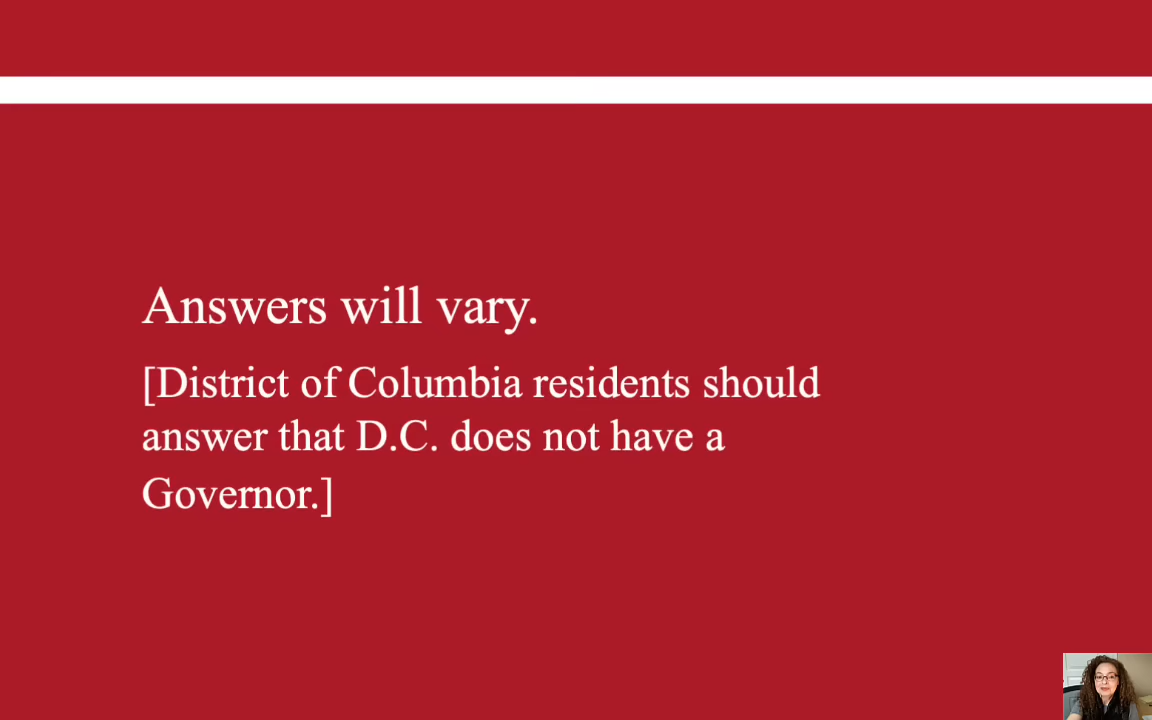 Answers will vary.
[District of Columbia residents should
answer that D.C. does not have a
Governor.]